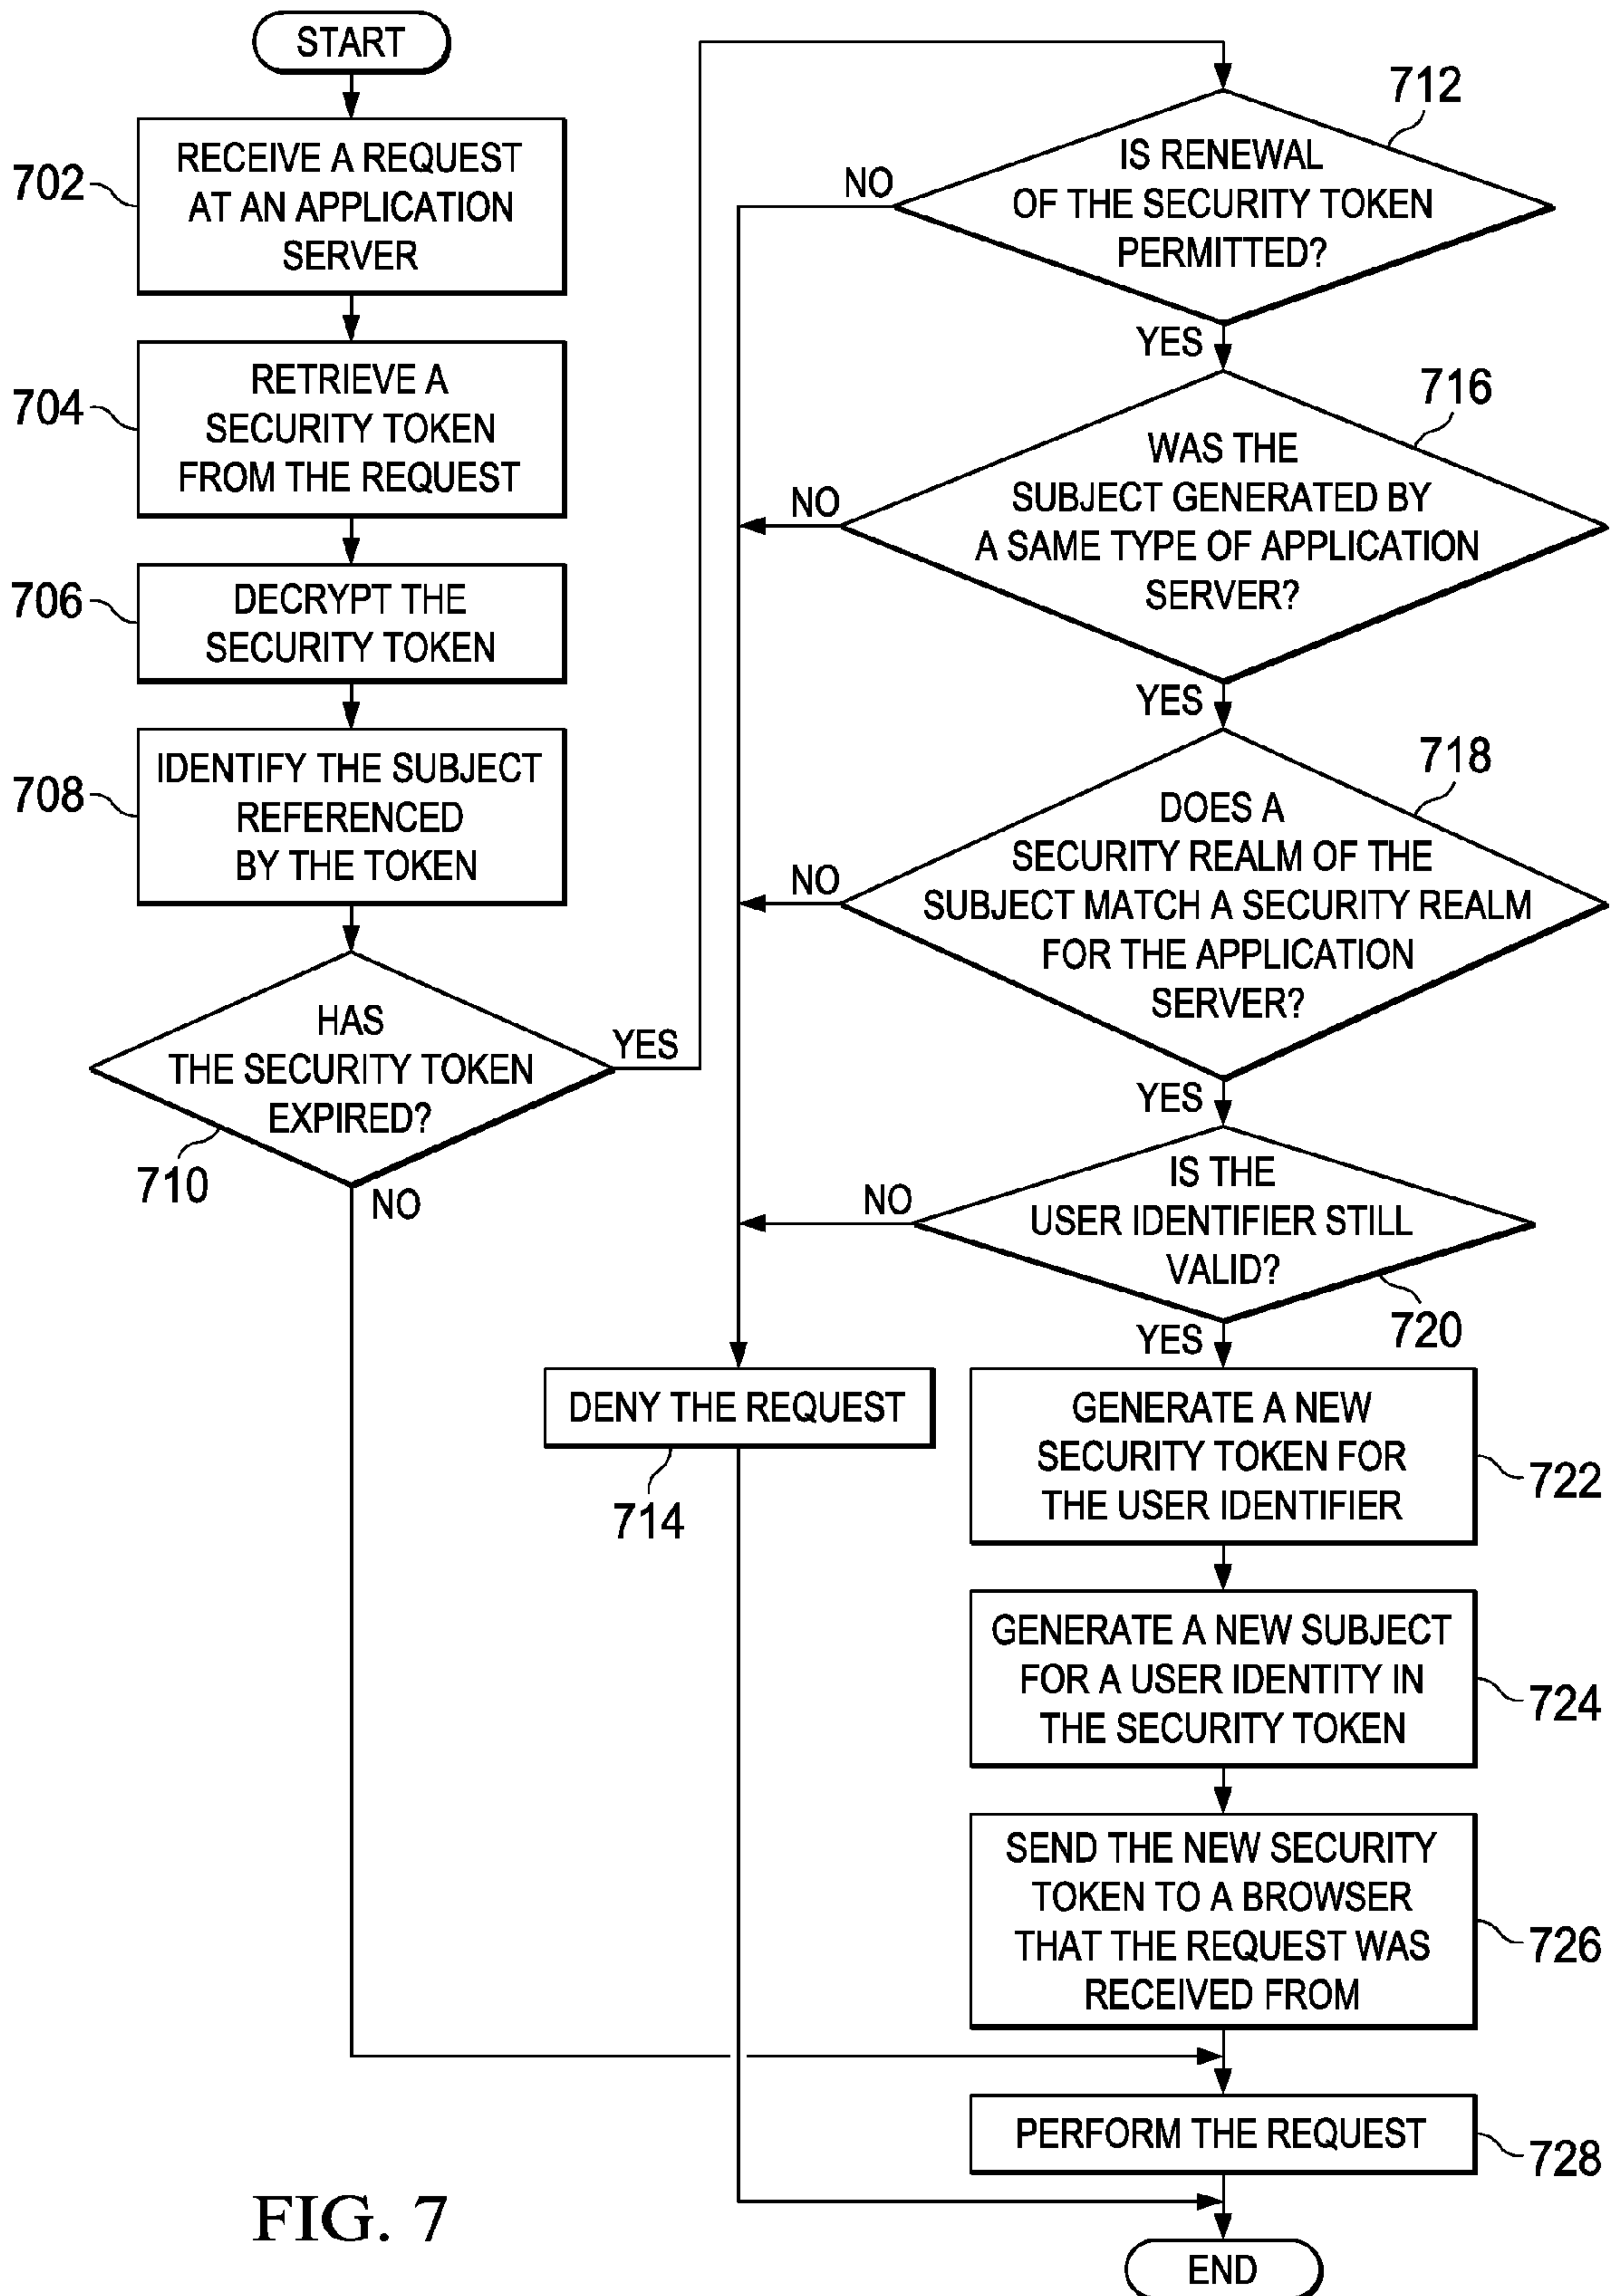 START
702
RECEIVE A REQUEST
AT AN APPLICATION
SERVER
704
RETRIEVE A
SECURITY TOKEN
FROM THE REQUEST
706
DECRYPT THE
SECURITY TOKEN
708
IDENTIFY THE SUBJECT
REFERENCED
BY THE TOKEN
HAS
THE SECURITY TOKEN
EXPIRED?
710
YES
NO
712
IS RENEWAL
OF THE SECURITY TOKEN
PERMITTED?
NO
YES
716
WAS THE
SUBJECT GENERATED BY
A SAME TYPE OF APPLICATION
SERVER?
NO
YES
718
DOES A
SECURITY REALM OF THE
SUBJECT MATCH A SECURITY REALM
FOR THE APPLICATION
SERVER?
NO
YES
IS THE
USER IDENTIFIER STILL
VALID?
720
NO
YES
DENY THE REQUEST
714
GENERATE A NEW
SECURITY TOKEN FOR
THE USER IDENTIFIER
722
GENERATE A NEW SUBJECT
FOR A USER IDENTITY IN
THE SECURITY TOKEN
724
SEND THE NEW SECURITY
TOKEN TO A BROWSER
THAT THE REQUEST WAS
RECEIVED FROM
726
PERFORM THE REQUEST
728
END
FIG. 7